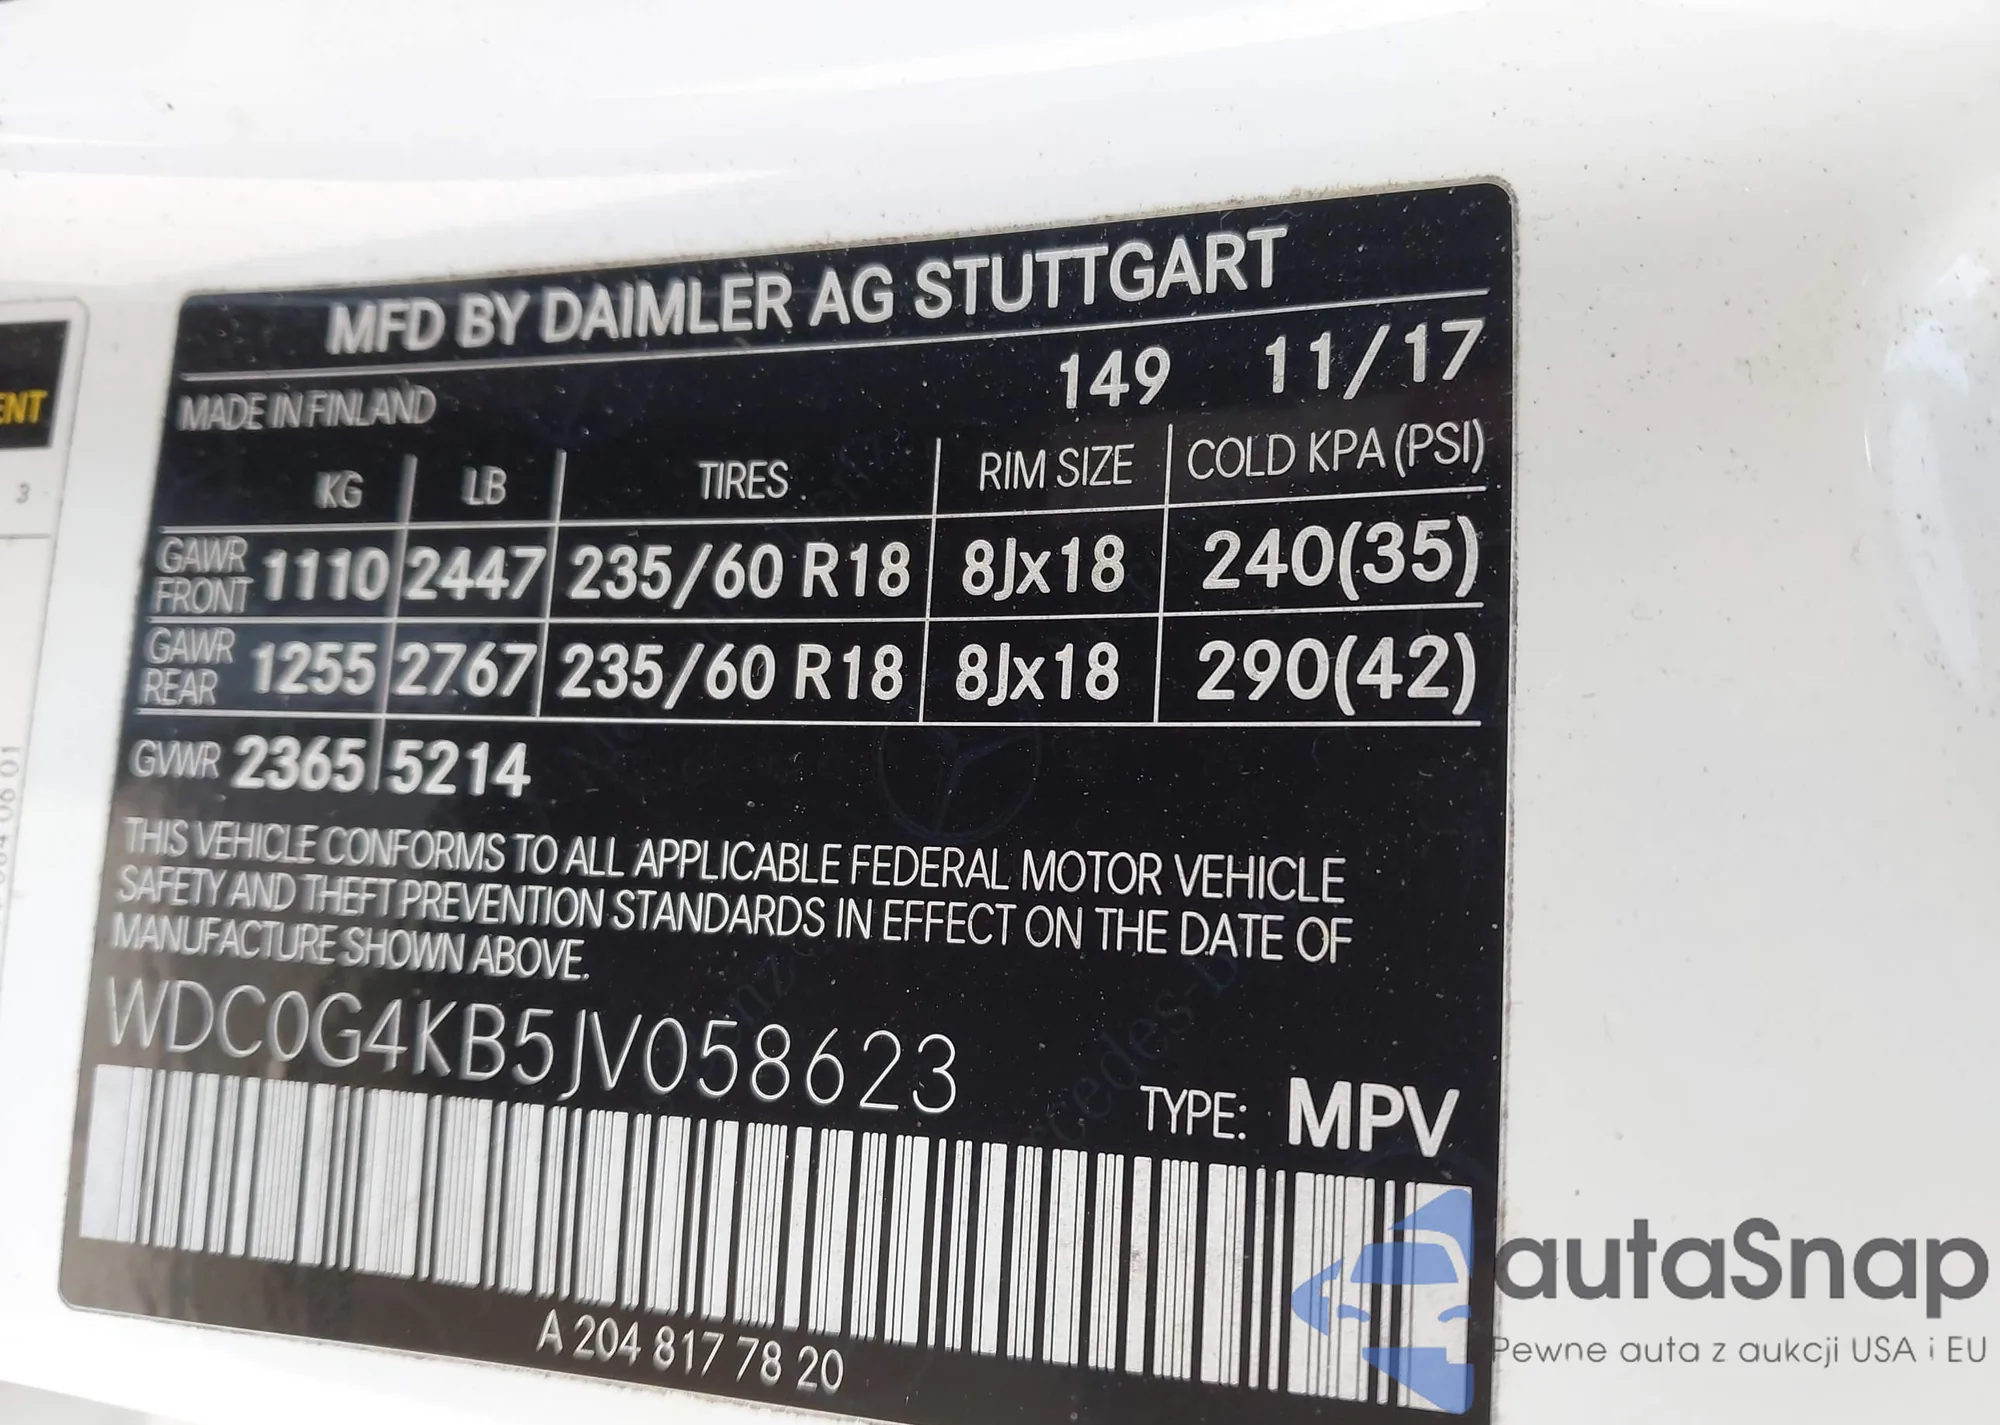 MFD BY DAIMLER AG STUTTGART
MADE IN FINLAND 149 11/17
KG LB TIRES RIM SIZE COLD KPA (PSI)
GAWR FRONT 1110 2447 235/60 R18 8Jx18 240(35)
GAWR REAR 1255 2767 235/60 R18 8Jx18 290(42)
GVWR 2365 5214
THIS VEHICLE CONFORMS TO ALL APPLICABLE FEDERAL MOTOR VEHICLE
SAFETY AND THEFT PREVENTION STANDARDS IN EFFECT ON THE DATE OF
MANUFACTURE SHOWN ABOVE.
WDC0G4KB5JV058623
TYPE: MPV
A 204 817 78 20
ENT
3
autaSnap
Pewne auta z aukcji USA i EU